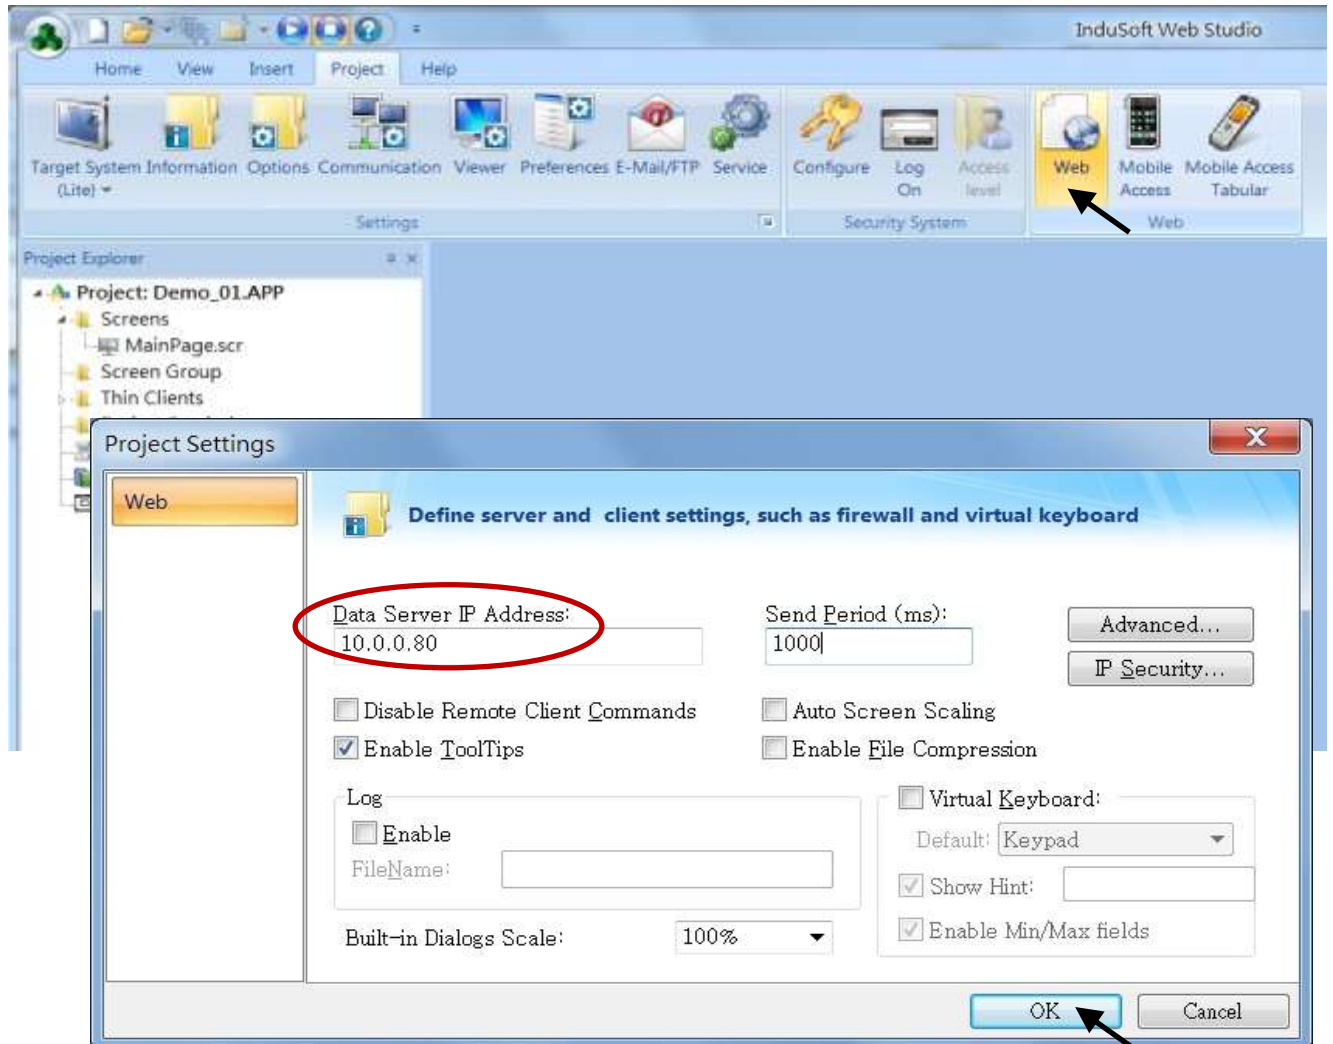 InduSoft Web Studio
Home View Insert Project Help
Target System (Lite) Information Options Communication Viewer Preferences E-Mail/FTP Service Configure Log On Access level Web Mobile Access Mobile Access Tabular
Settings Security System Web
Project Explorer
Project: Demo_01.APP
Screens
MainPage.scr
Screen Group
Thin Clients
Project Settings
Web
Define server and client settings, such as firewall and virtual keyboard
Data Server IP Address: Send Period (ms):
10.0.0.80 1000
Advanced...
IP Security...
Disable Remote Client Commands Auto Screen Scaling
Enable ToolTips Enable File Compression
Log Virtual Keyboard:
Enable Default: Keypad
FileName: Show Hint:
Built-in Dialogs Scale: 100% Enable Min/Max fields
OK Cancel